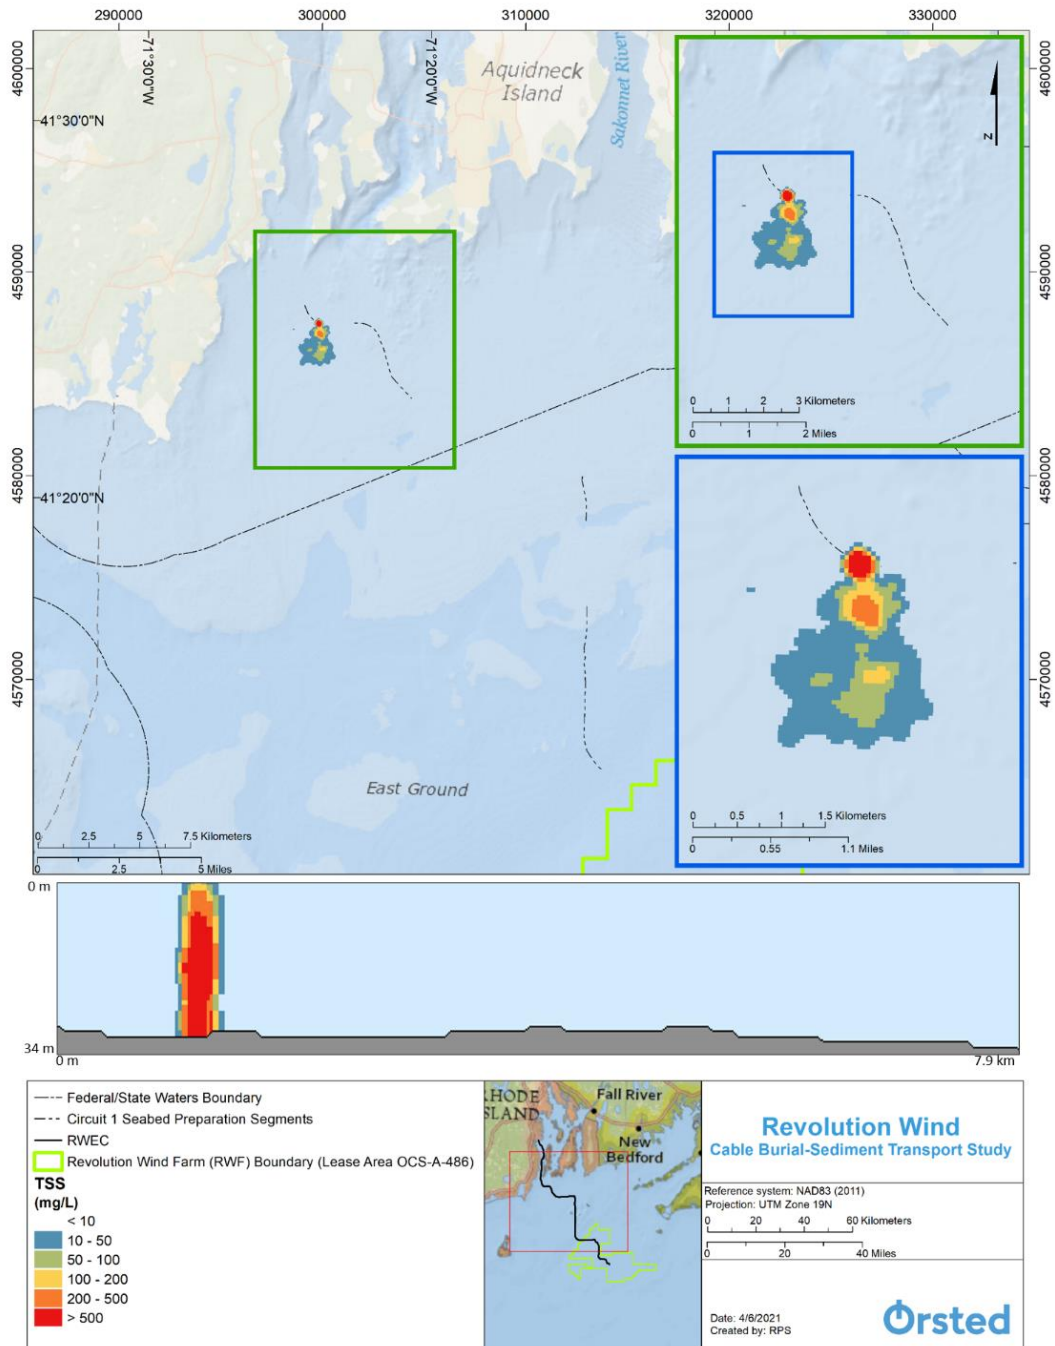 290000 300000 310000 320000 330000
4600000
4590000
4580000
4570000
4600000
4590000
4580000
4570000
71°30'0"W
71°20'0"W
41°30'0"N
41°20'0"N
Aquidneck
Island
Sakonnet River
East Ground
0 2.5 5 7.5 Kilometers
0 2.5 5 Miles
N
0 1 2 3 Kilometers
0 1 2 Miles
0 0.5 1 1.5 Kilometers
0 0.55 1.1 Miles
0 m
34 m
0 m 7.9 km
Federal/State Waters Boundary
Circuit 1 Seabed Preparation Segments
RWEC
Revolution Wind Farm (RWF) Boundary (Lease Area OCS-A-486)
TSS
(mg/L)
< 10
10 - 50
50 - 100
100 - 200
200 - 500
> 500
RHODE
ISLAND
Fall River
New
Bedford
Revolution Wind
Cable Burial-Sediment Transport Study
Reference system: NAD83 (2011)
Projection: UTM Zone 19N
0 20 40 60 Kilometers
0 20 40 Miles
Date: 4/6/2021
Created by: RPS
Ørsted